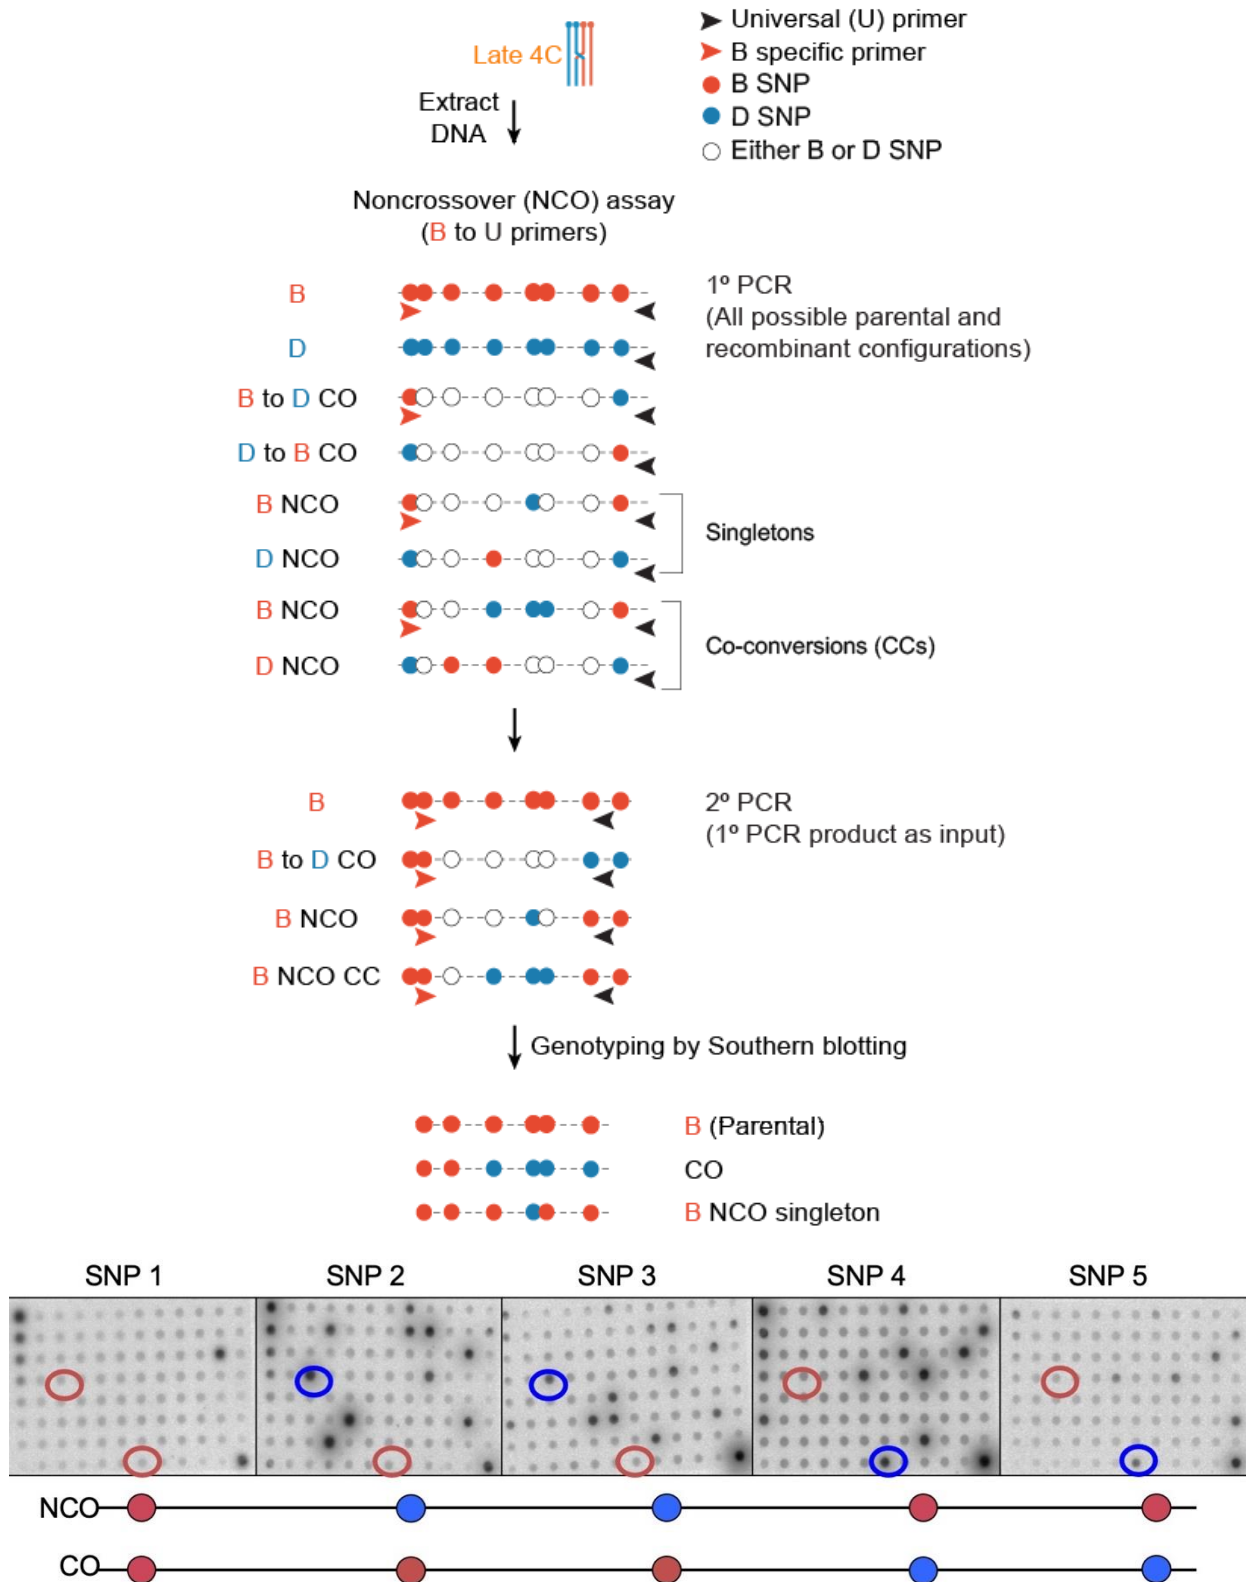 Late 4C
Universal (U) primer
B specific primer
B SNP
D SNP
Either B or D SNP
Extract
DNA
Noncrossover (NCO) assay
(B to U primers)
B
D
B to D CO
D to B CO
B NCO
D NCO
B NCO
D NCO
1º PCR
(All possible parental and
recombinant configurations)
Singletons
Co-conversions (CCs)
B
B to D CO
B NCO
B NCO CC
2º PCR
(1º PCR product as input)
Genotyping by Southern blotting
B (Parental)
CO
B NCO singleton
SNP 1 SNP 2 SNP 3 SNP 4 SNP 5
NCO
CO